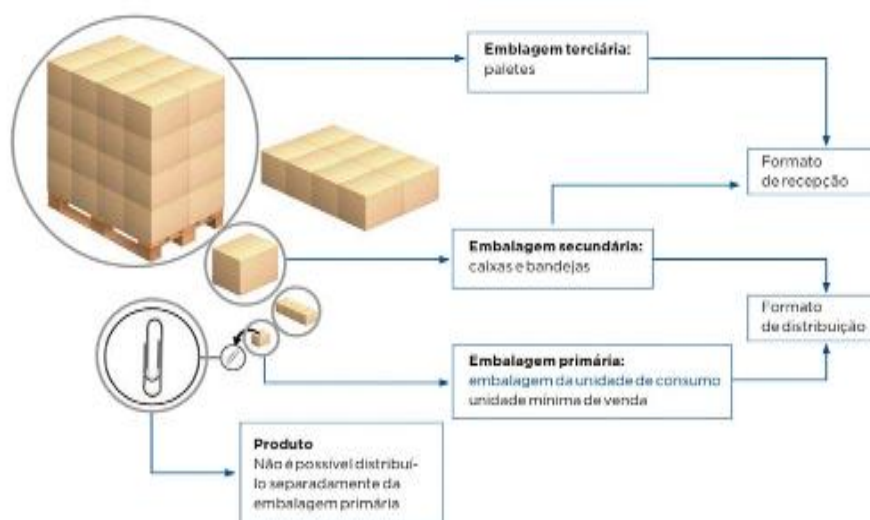 Emblagem terciária:
paletes
Formato
de recepção
Embalagem secundária:
caixas e bandejas
Formato
de distribuição
Embalagem primária:
embalagem da unidade de consumo
unidade mínima de venda
Produto
Não é possível distribuí-
lo separadamente da
embalagem primária